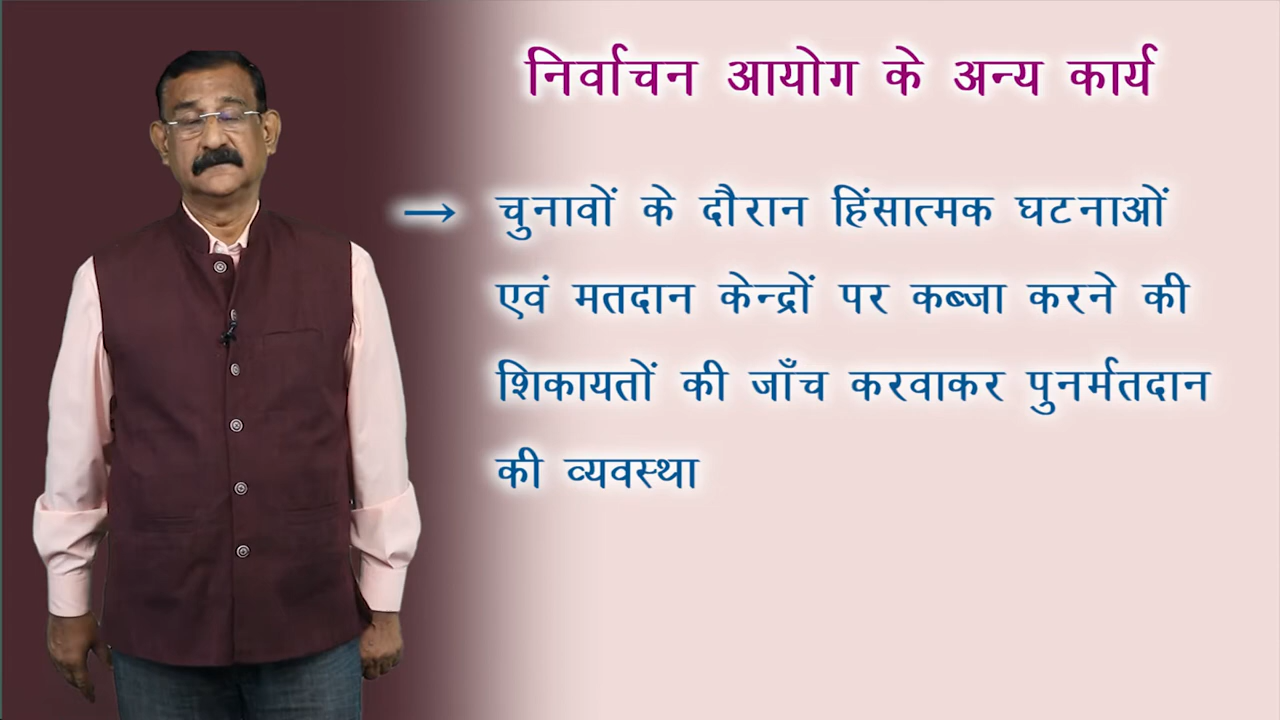 निर्वाचन आयोग के अन्य कार्य
→ चुनावों के दौरान हिंसात्मक घटनाओं
एवं मतदान केन्द्रों पर कब्जा करने की
शिकायतों की जाँच करवाकर पुनर्मतदान
की व्यवस्था